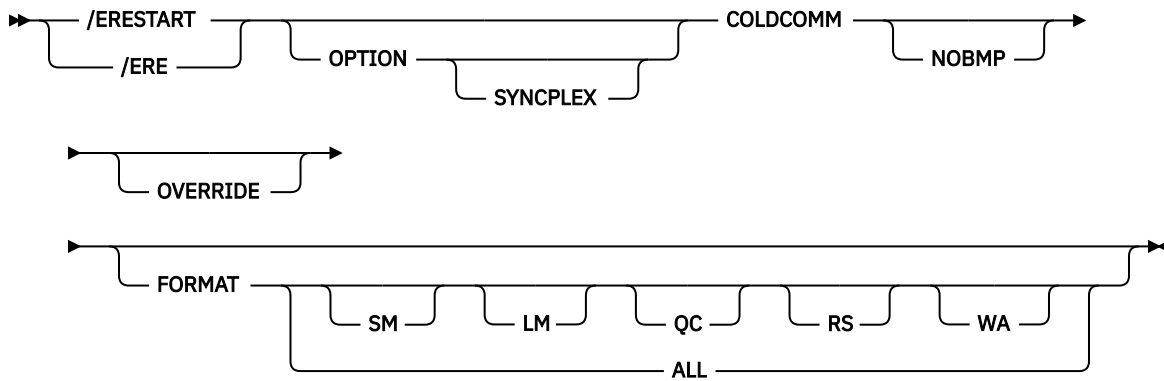 /ERESTART COLDCOMM
/ERE OPTION NOBMP
SYNCPLEX
OVERRIDE
FORMAT
SM LM QC RS WA
ALL